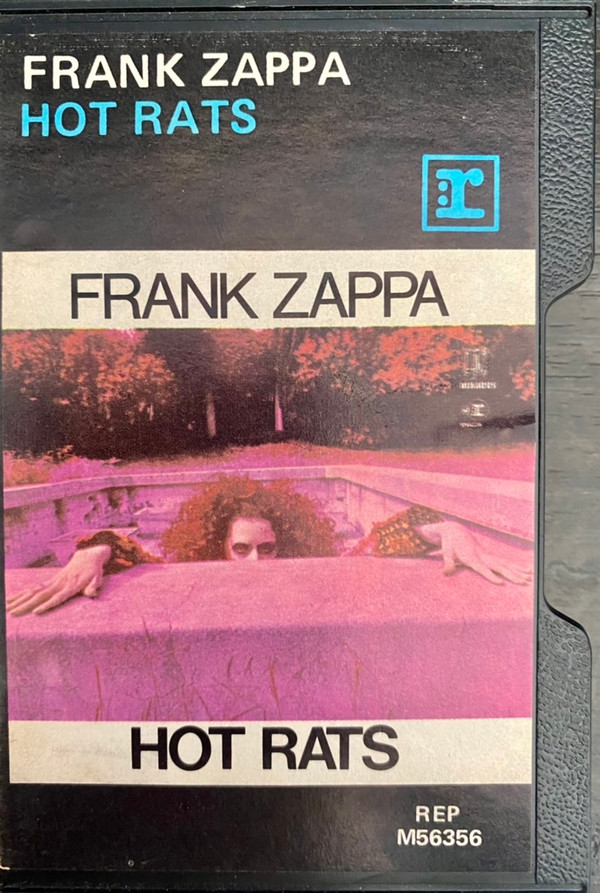 FRANK ZAPPA
HOT RATS
r
FRANK ZAPPA
HOT RATS
REP
M56356